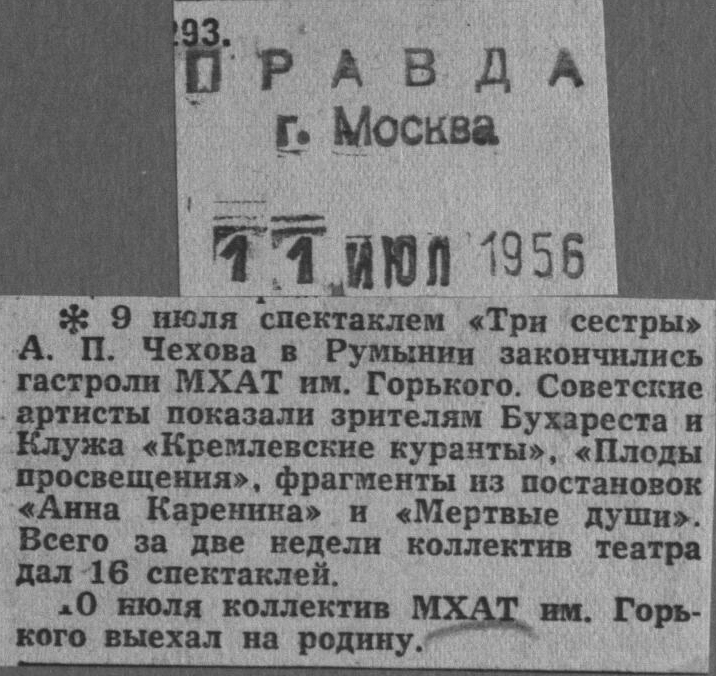 293.
ПРАВДА
г. Москва
11 ИЮЛ 1956
* 9 июля спектаклем «Три сестры»
А. П. Чехова в Румынии закончились
гастроли МХАТ им. Горького. Советские
артисты показали зрителям Бухареста и
Клужа «Кремлевские куранты», «Плоды
просвещения», фрагменты из постановок
«Анна Каренина» и «Мертвые души».
Всего за две недели коллектив театра
дал 16 спектаклей.
10 июля коллектив МХАТ им. Горь-
кого выехал на родину.